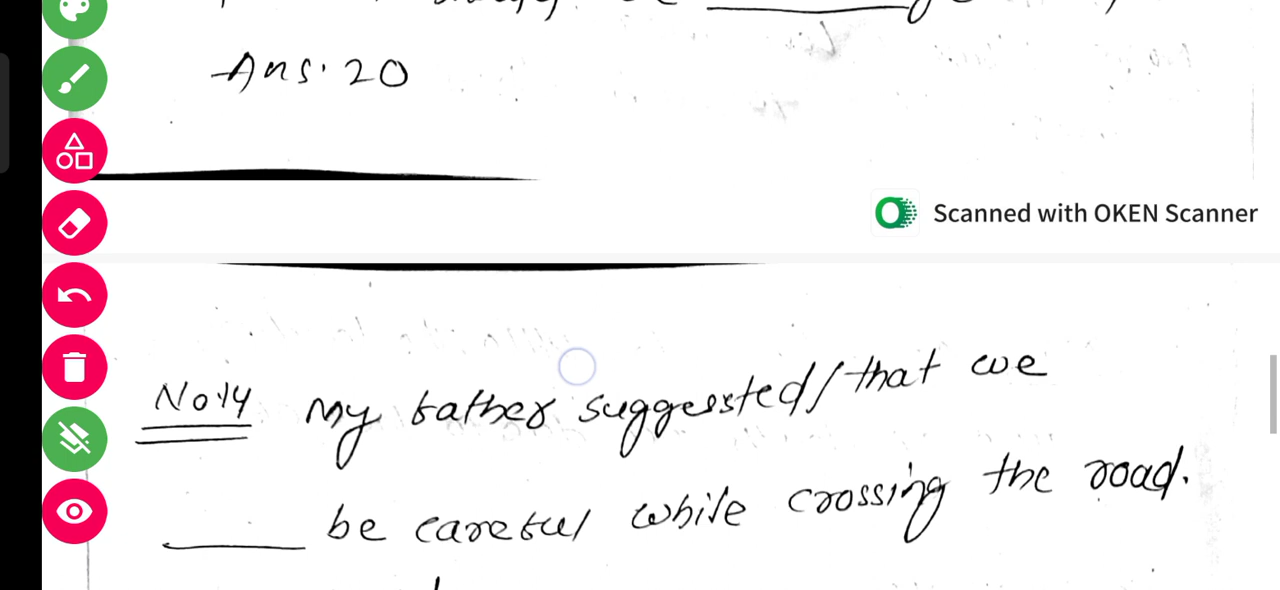 Ans. 20
Scanned with OKEN Scanner
No.14 My father suggested/that we
be careful while crossing the road.